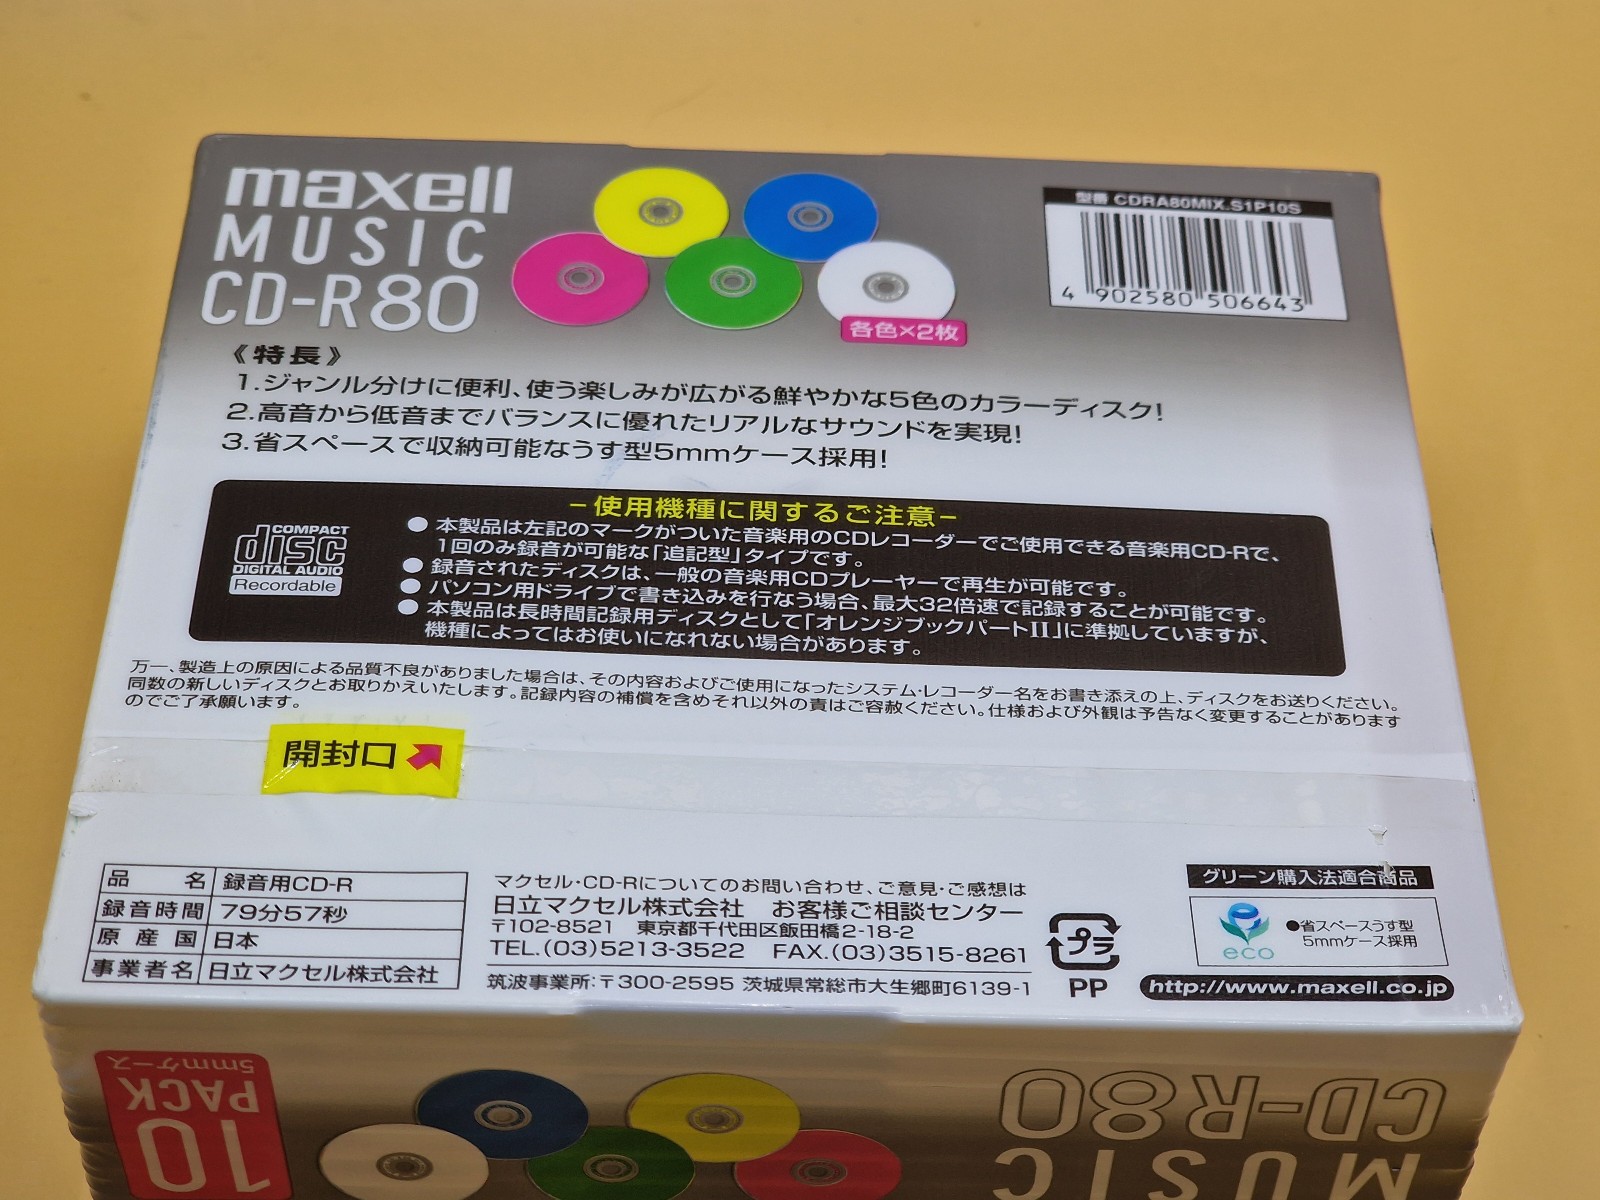 maxell
MUSIC
CD-R80
各色×2枚
型番 CDRA80MIX.S1P10S
4 902580 506643
《特長》
1.ジャンル分けに便利、使う楽しみが広がる鮮やかな5色のカラーディスク!
2.高音から低音までバランスに優れたリアルなサウンドを実現!
3.省スペースで収納可能なうす型5mmケース採用!
−使用機種に関するご注意−
COMPACT
disc
DIGITAL AUDIO
Recordable
●本製品は左記のマークがついた音楽用のCDレコーダーでご使用できる音楽用CD-Rで、
1回のみ録音が可能な「追記型」タイプです。
●録音されたディスクは、一般の音楽用CDプレーヤーで再生が可能です。
●パソコン用ドライブで書き込みを行なう場合、最大32倍速で記録することが可能です。
●本製品は長時間記録用ディスクとして「オレンジブックパートII」に準拠していますが、
機種によってはお使いになれない場合があります。
万一、製造上の原因による品質不良がありました場合は、その内容およびご使用になったシステム・レコーダー名をお書き添えの上、ディスクをお送りください。
同数の新しいディスクとお取りかえいたします。記録内容の補償を含めそれ以外の責はご容赦ください。仕様および外観は予告なく変更することがあります
のでご了承願います。
開封口
品名 録音用CD-R
録音時間 79分57秒
原産国 日本
事業者名 日立マクセル株式会社
マクセル・CD-Rについてのお問い合わせ、ご意見・ご感想は
日立マクセル株式会社 お客様ご相談センター
〒102-8521 東京都千代田区飯田橋2-18-2
TEL.(03)5213-3522 FAX.(03)3515-8261
筑波事業所:〒300-2595 茨城県常総市大生郷町6139-1
プラ
PP
グリーン購入法適合商品
eco
●省スペースうす型
5mmケース採用
http://www.maxell.co.jp
5mmケース
10
PACK
MUSIC
CD-R80